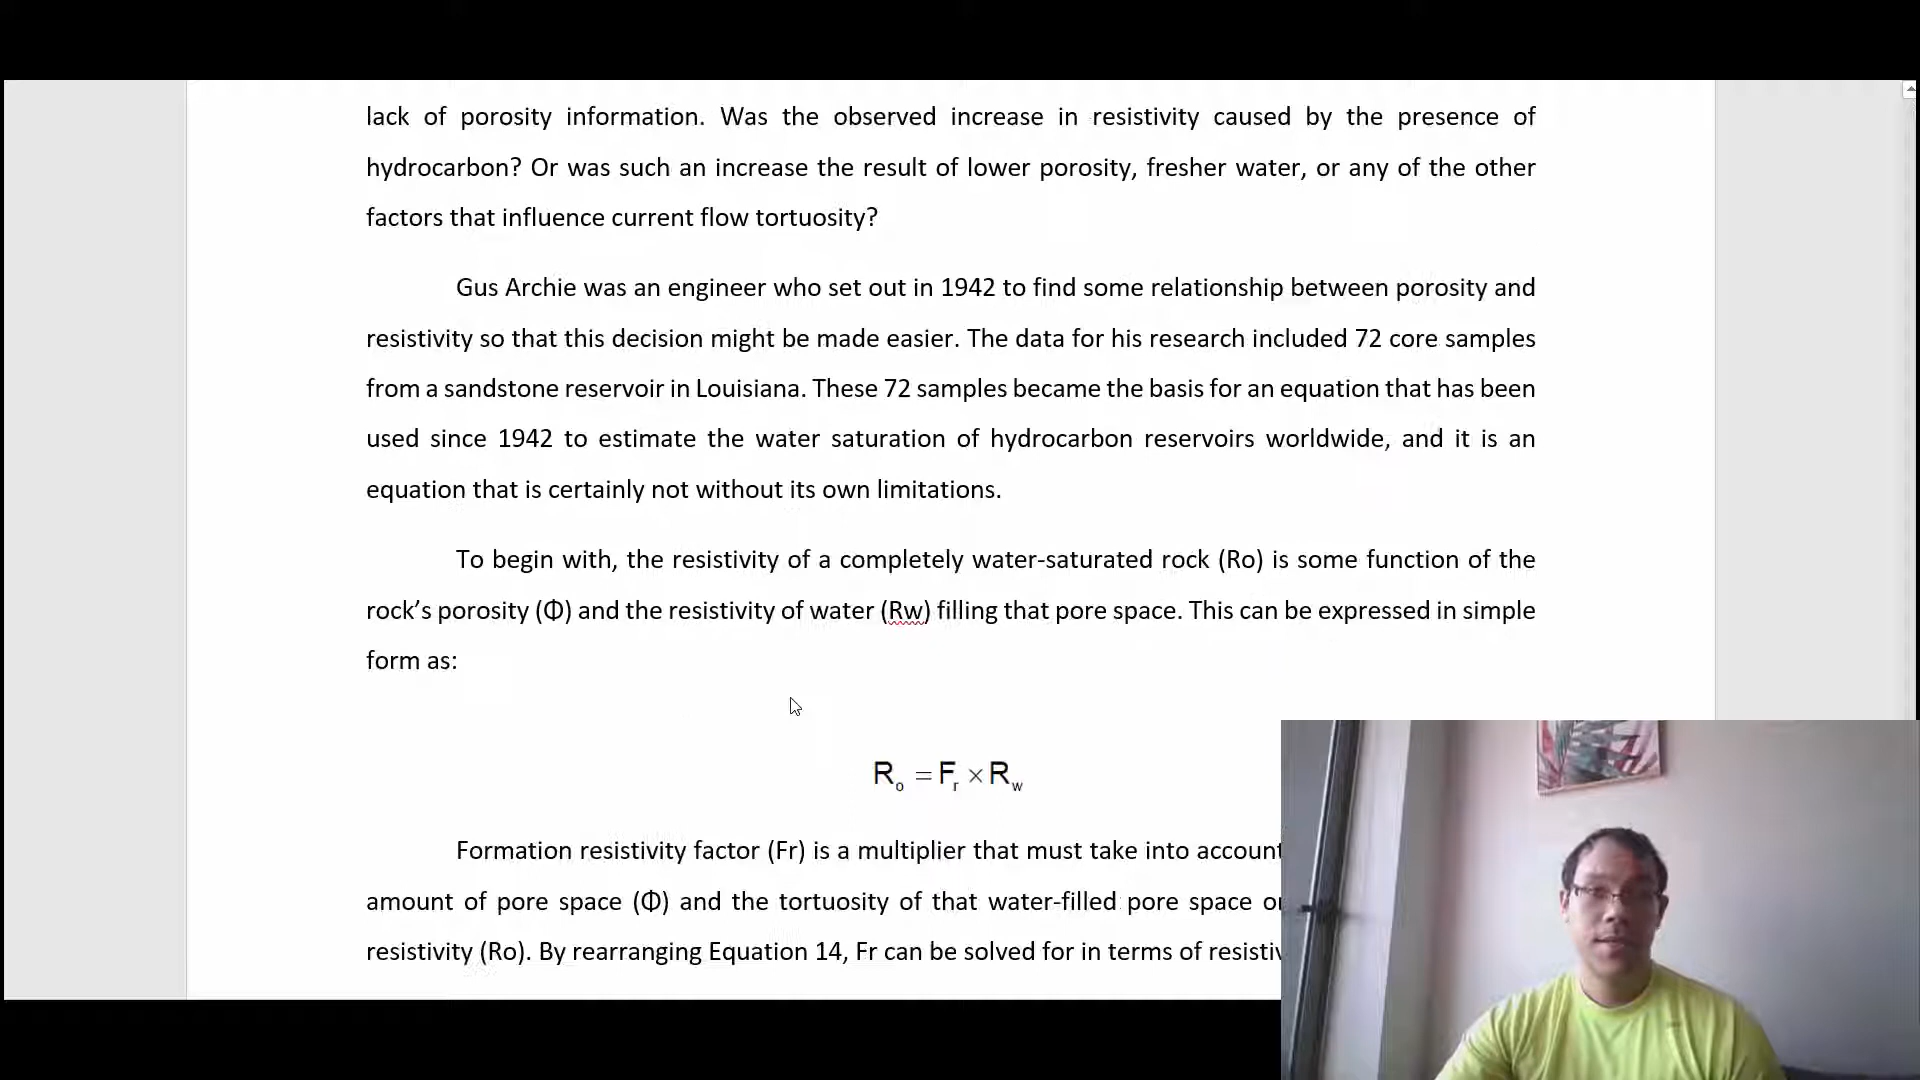 lack of porosity information. Was the observed increase in resistivity caused by the presence of
hydrocarbon? Or was such an increase the result of lower porosity, fresher water, or any of the other
factors that influence current flow tortuosity?
Gus Archie was an engineer who set out in 1942 to find some relationship between porosity and
resistivity so that this decision might be made easier. The data for his research included 72 core samples
from a sandstone reservoir in Louisiana. These 72 samples became the basis for an equation that has been
used since 1942 to estimate the water saturation of hydrocarbon reservoirs worldwide, and it is an
equation that is certainly not without its own limitations.
To begin with, the resistivity of a completely water-saturated rock (Ro) is some function of the
rock’s porosity (Φ) and the resistivity of water (Rw) filling that pore space. This can be expressed in simple
form as:
R_o = F_r × R_w
Formation resistivity factor (Fr) is a multiplier that must take into account
amount of pore space (Φ) and the tortuosity of that water-filled pore space
resistivity (Ro). By rearranging Equation 14, Fr can be solved for in terms of